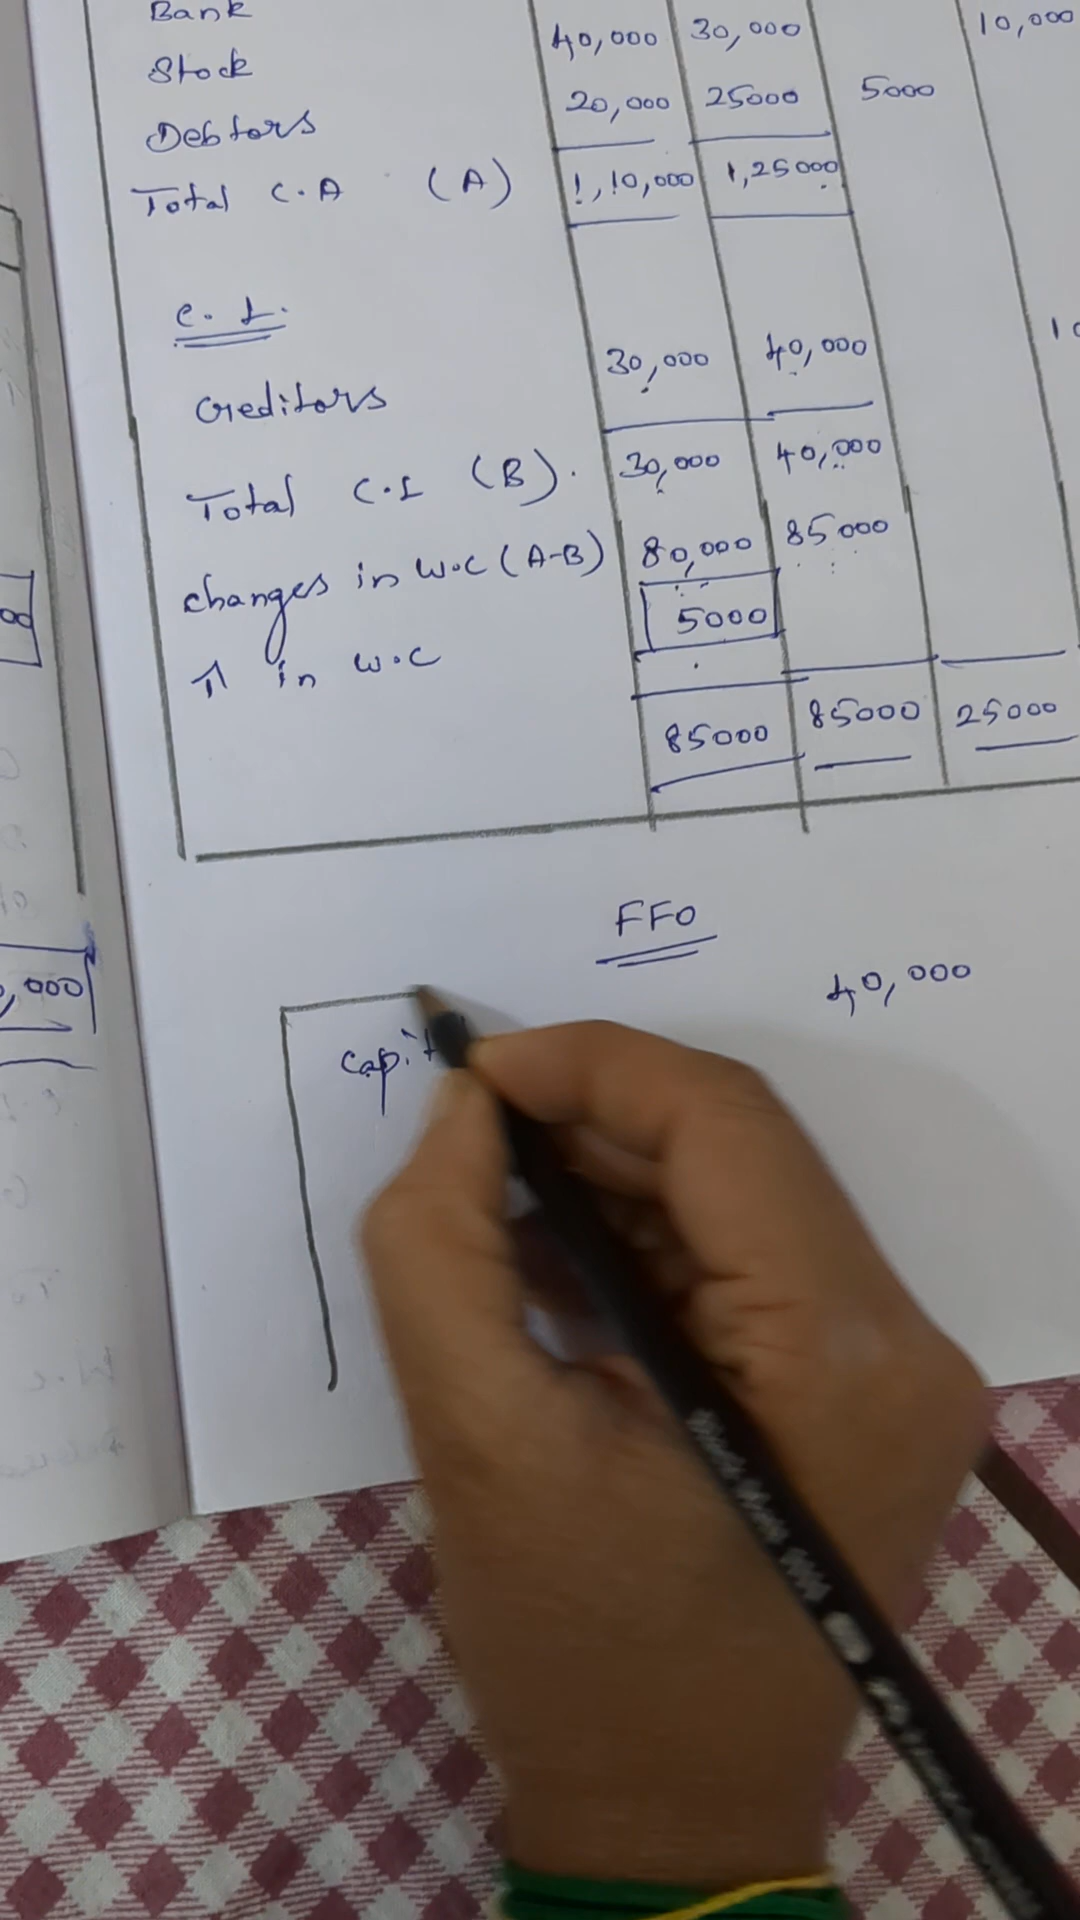 Bank
Stock 40,000 30,000 10,000
Debtors 20,000 25000 5000
Total C.A (A) 1,10,000 1,25000
C.L.
Creditors 30,000 40,000
Total C.L (B). 30,000 40,000
changes in W.C (A-B) 80,000 85000
in W.C 5000
85000 85000 25000
FFO
40,000
,000